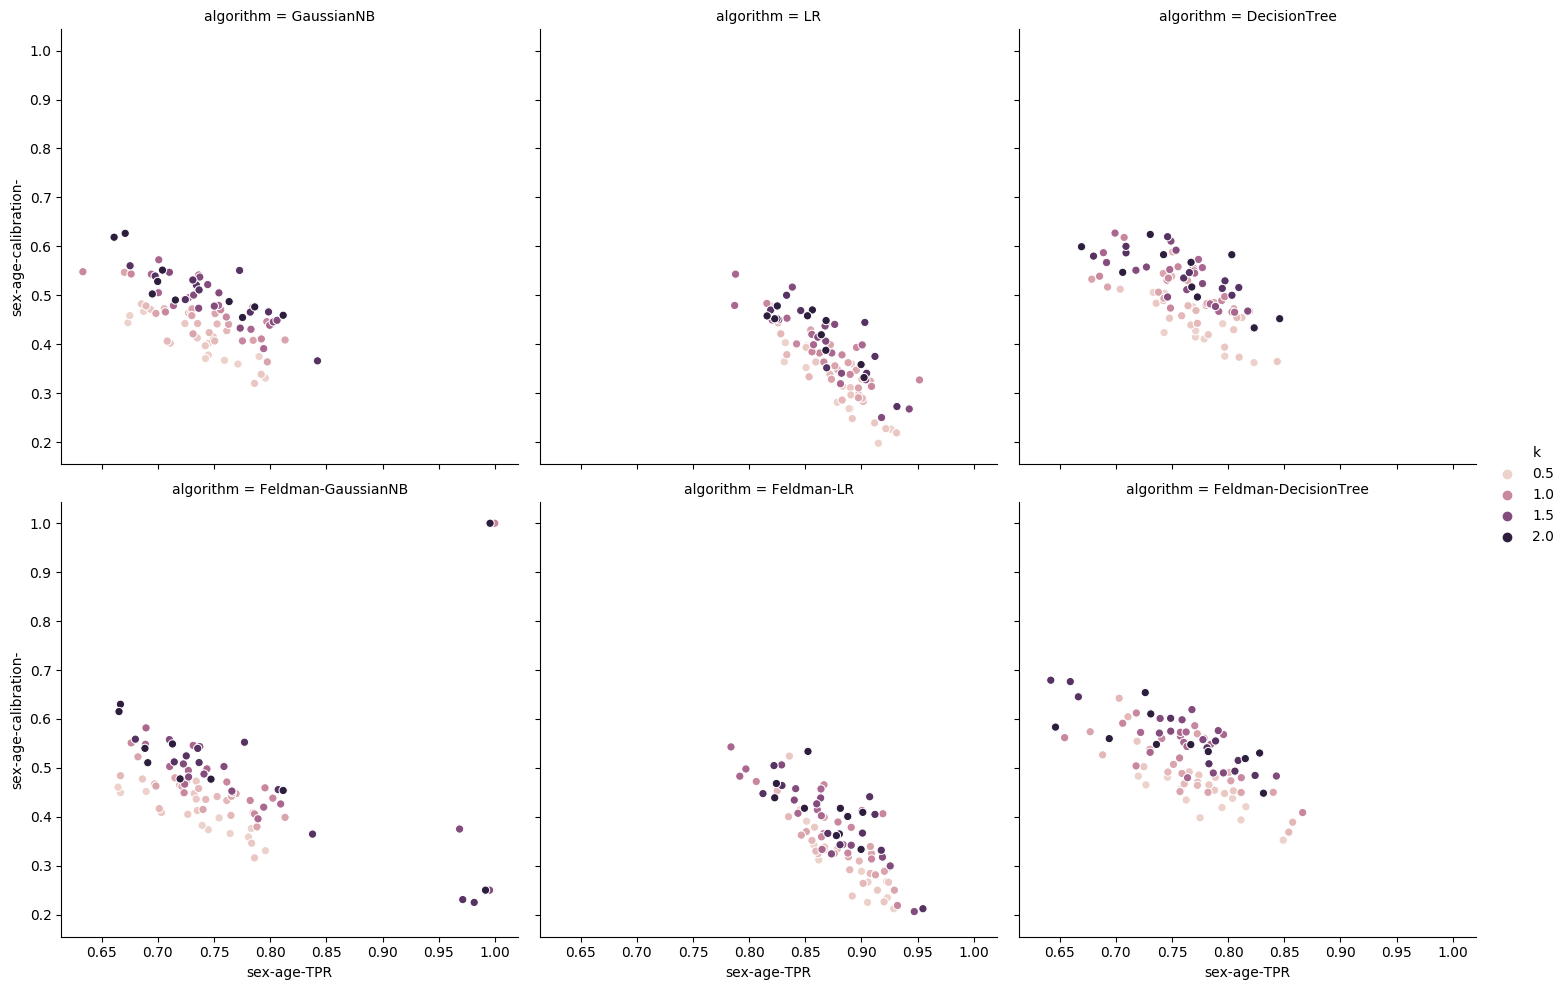 algorithm = GaussianNB
algorithm = LR
algorithm = DecisionTree
1.0
0.9
0.8
0.7
0.6
0.5
0.4
0.3
0.2
sex-age-calibration-
k
0.5
1.0
1.5
2.0
algorithm = Feldman-GaussianNB
algorithm = Feldman-LR
algorithm = Feldman-DecisionTree
1.0
0.9
0.8
0.7
0.6
0.5
0.4
0.3
0.2
sex-age-calibration-
0.65 0.70 0.75 0.80 0.85 0.90 0.95 1.00
0.65 0.70 0.75 0.80 0.85 0.90 0.95 1.00
0.65 0.70 0.75 0.80 0.85 0.90 0.95 1.00
sex-age-TPR
sex-age-TPR
sex-age-TPR